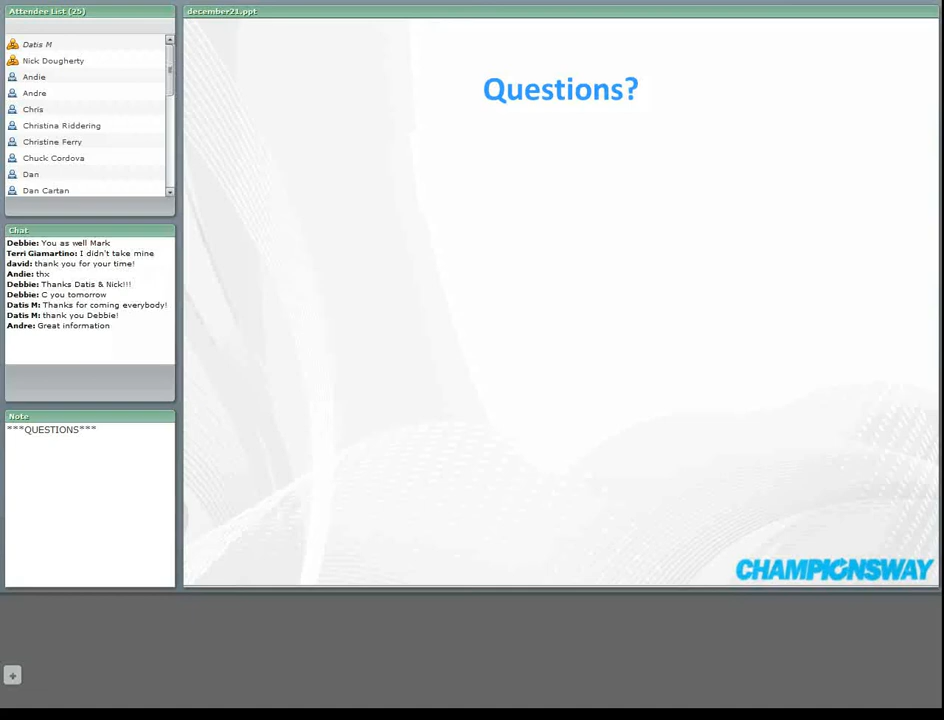 Attendee List (25)
Datis M
Nick Dougherty
Andie
Andre
Chris
Christina Riddering
Christine Ferry
Chuck Cordova
Dan
Dan Cartan
Chat
Debbie: You as well Mark
Terri Giamartino: I didn't take mine
david: thank you for your time!
Andie: thx
Debbie: Thanks Datis & Nick!!!
Debbie: C you tomorrow
Datis M: Thanks for coming everybody!
Datis M: thank you Debbie!
Andre: Great information
Note
***QUESTIONS***
december21.ppt
Questions?
CHAMPIONSWAY